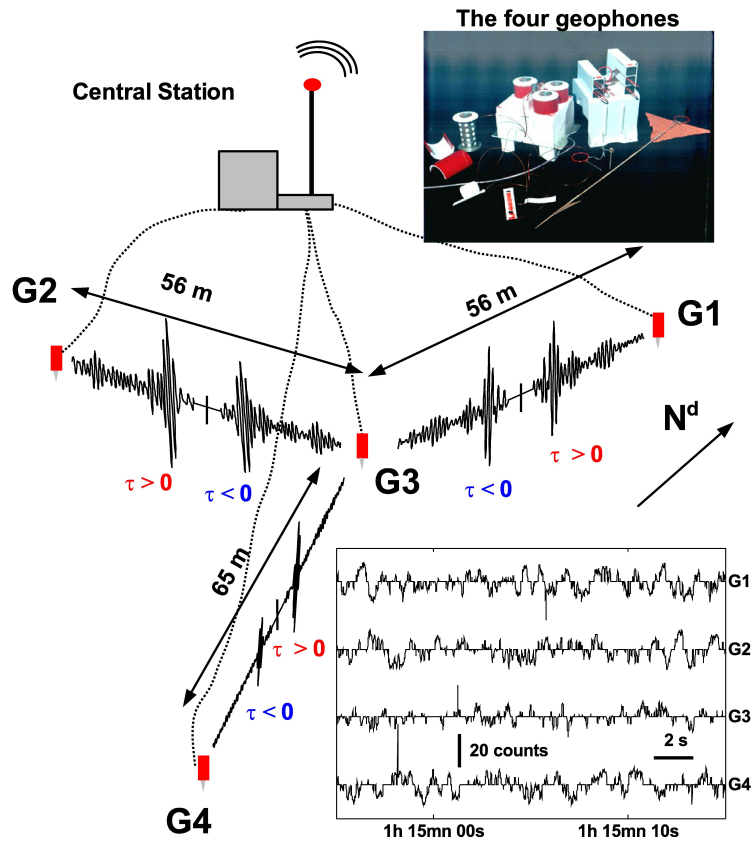 The four geophones
Central Station
G2
56 m
56 m
G1
N^d
τ > 0
τ < 0
G3
τ < 0
τ > 0
65 m
τ > 0
τ < 0
G4
G1
G2
G3
20 counts
2 s
G4
1h 15mn 00s
1h 15mn 10s